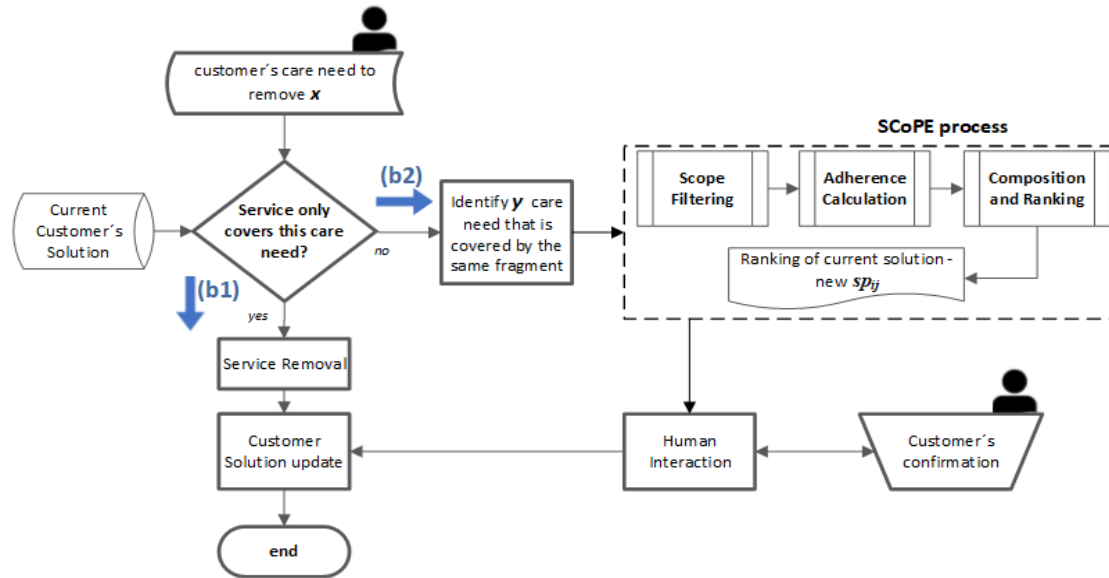 customer´s care need to
remove x
SCoPE process
(b2)
Current
Customer´s
Solution
Service only
covers this care
need?
no
Identify y care
need that is
covered by the
same fragment
Scope
Filtering
Adherence
Calculation
Composition
and Ranking
Ranking of current solution -
new spij
(b1)
yes
Service Removal
Customer
Solution update
Human
Interaction
Customer´s
confirmation
end